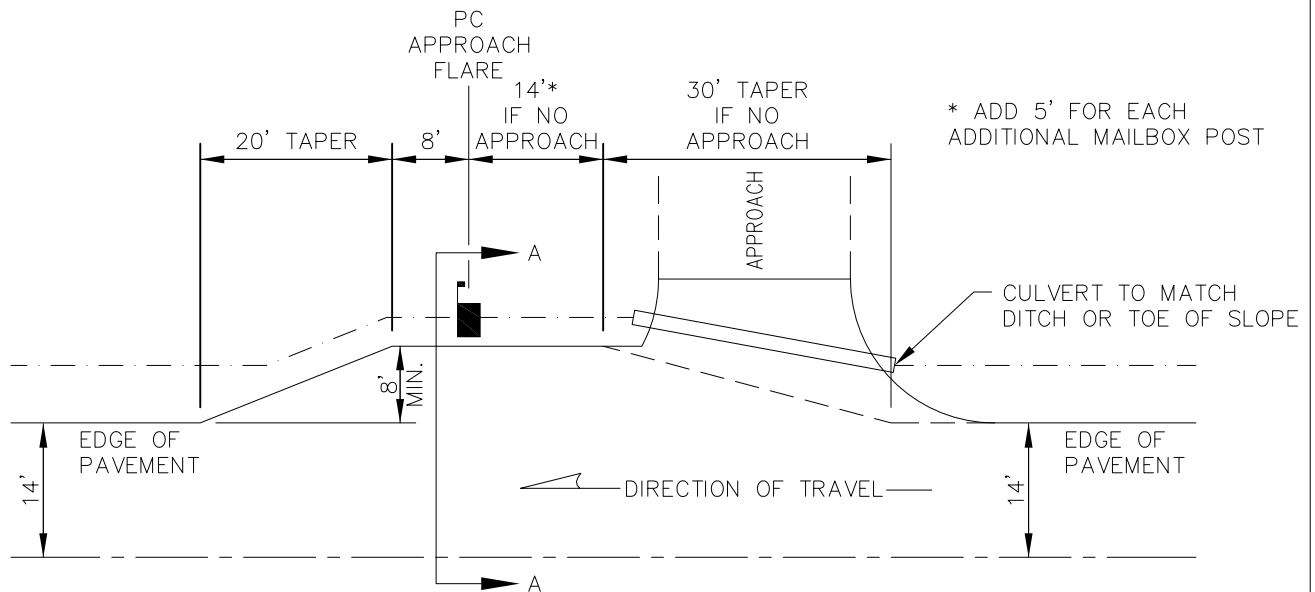 PC
APPROACH
FLARE
14'*
IF NO
APPROACH
30' TAPER
IF NO
APPROACH
* ADD 5' FOR EACH
ADDITIONAL MAILBOX POST
20' TAPER
8'
APPROACH
A
CULVERT TO MATCH
DITCH OR TOE OF SLOPE
8'
MIN.
EDGE OF
PAVEMENT
EDGE OF
PAVEMENT
14'
DIRECTION OF TRAVEL
14'
A